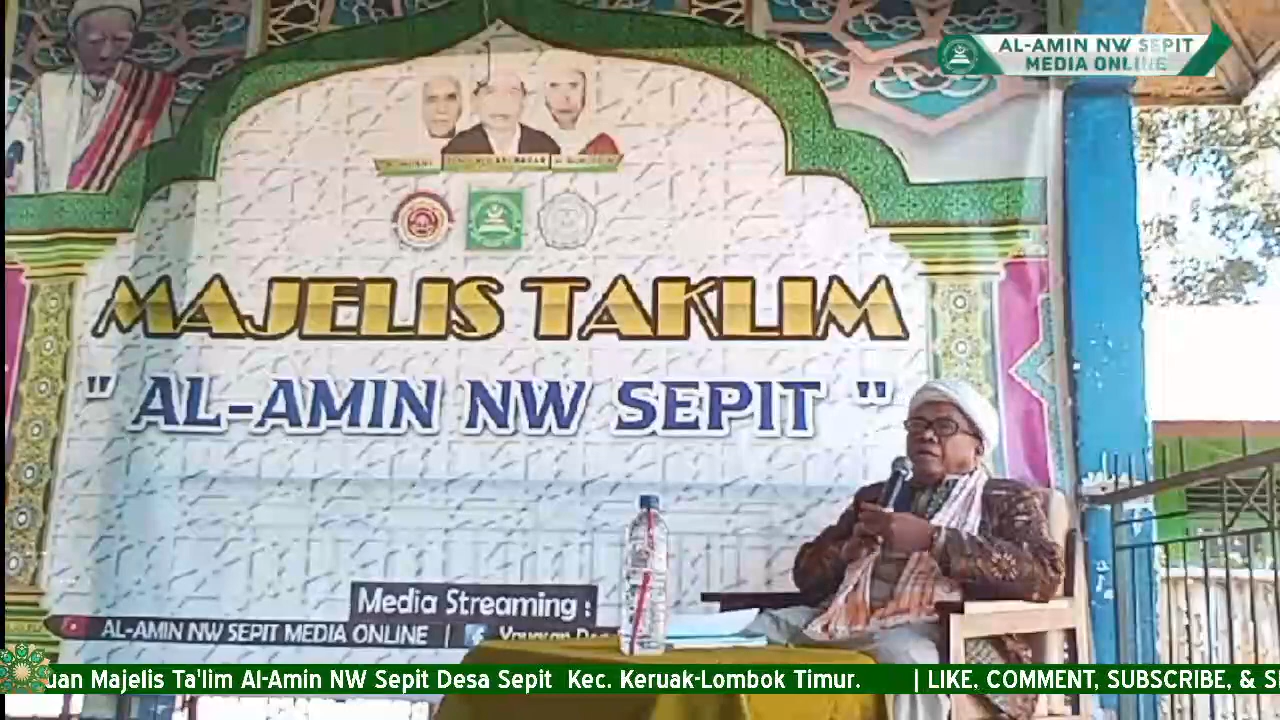 AL-AMIN NW SEPIT
MEDIA ONLINE
MAJELIS TAKLIM
" AL-AMIN NW SEPIT "
Media Streaming :
AL-AMIN NW SEPIT MEDIA ONLINE |
uan Majelis Ta'lim Al-Amin NW Sepit Desa Sepit Kec. Keruak-Lombok Timur. | LIKE, COMMENT, SUBSCRIBE, & S